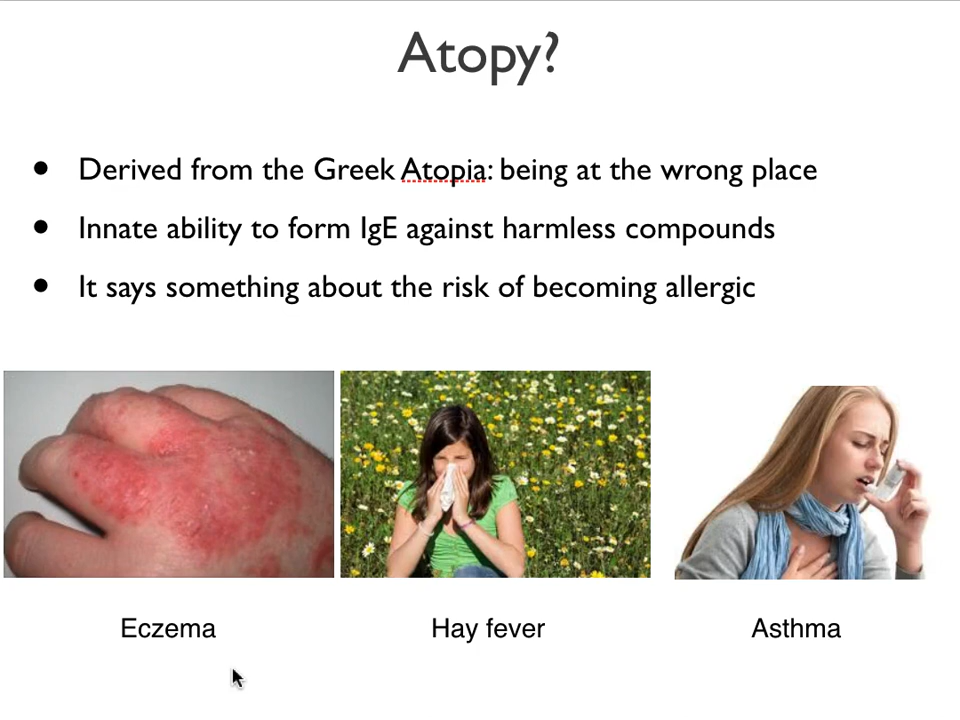 Atopy?
• Derived from the Greek Atopia: being at the wrong place
• Innate ability to form IgE against harmless compounds
• It says something about the risk of becoming allergic
Eczema
Hay fever
Asthma